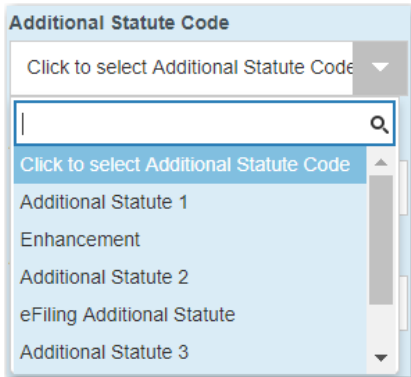 Additional Statute Code
Click to select Additional Statute Code
Click to select Additional Statute Code
Additional Statute 1
Enhancement
Additional Statute 2
eFiling Additional Statute
Additional Statute 3